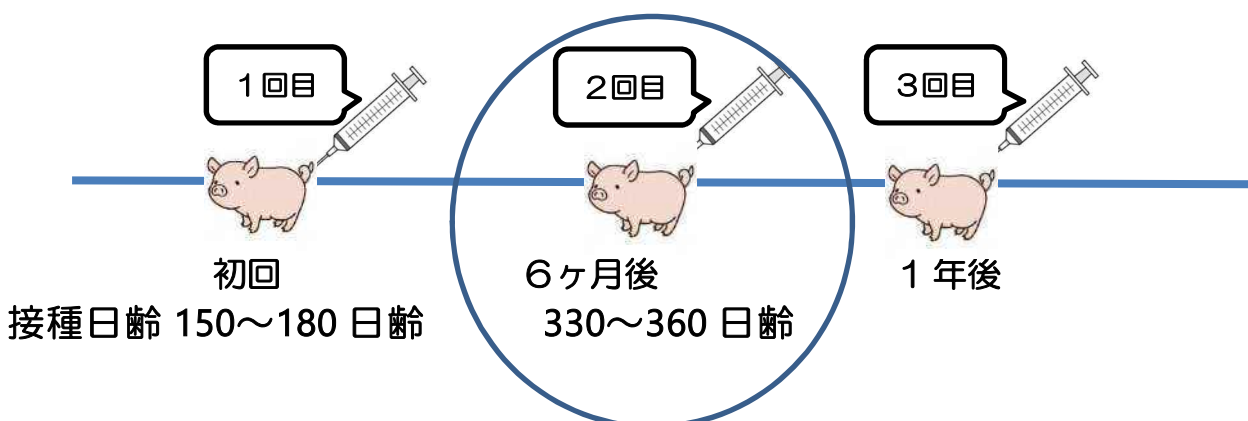 1回目
2回目
3回目
初回
6ヶ月後
1年後
接種日齢 150～180 日齢
330～360 日齢